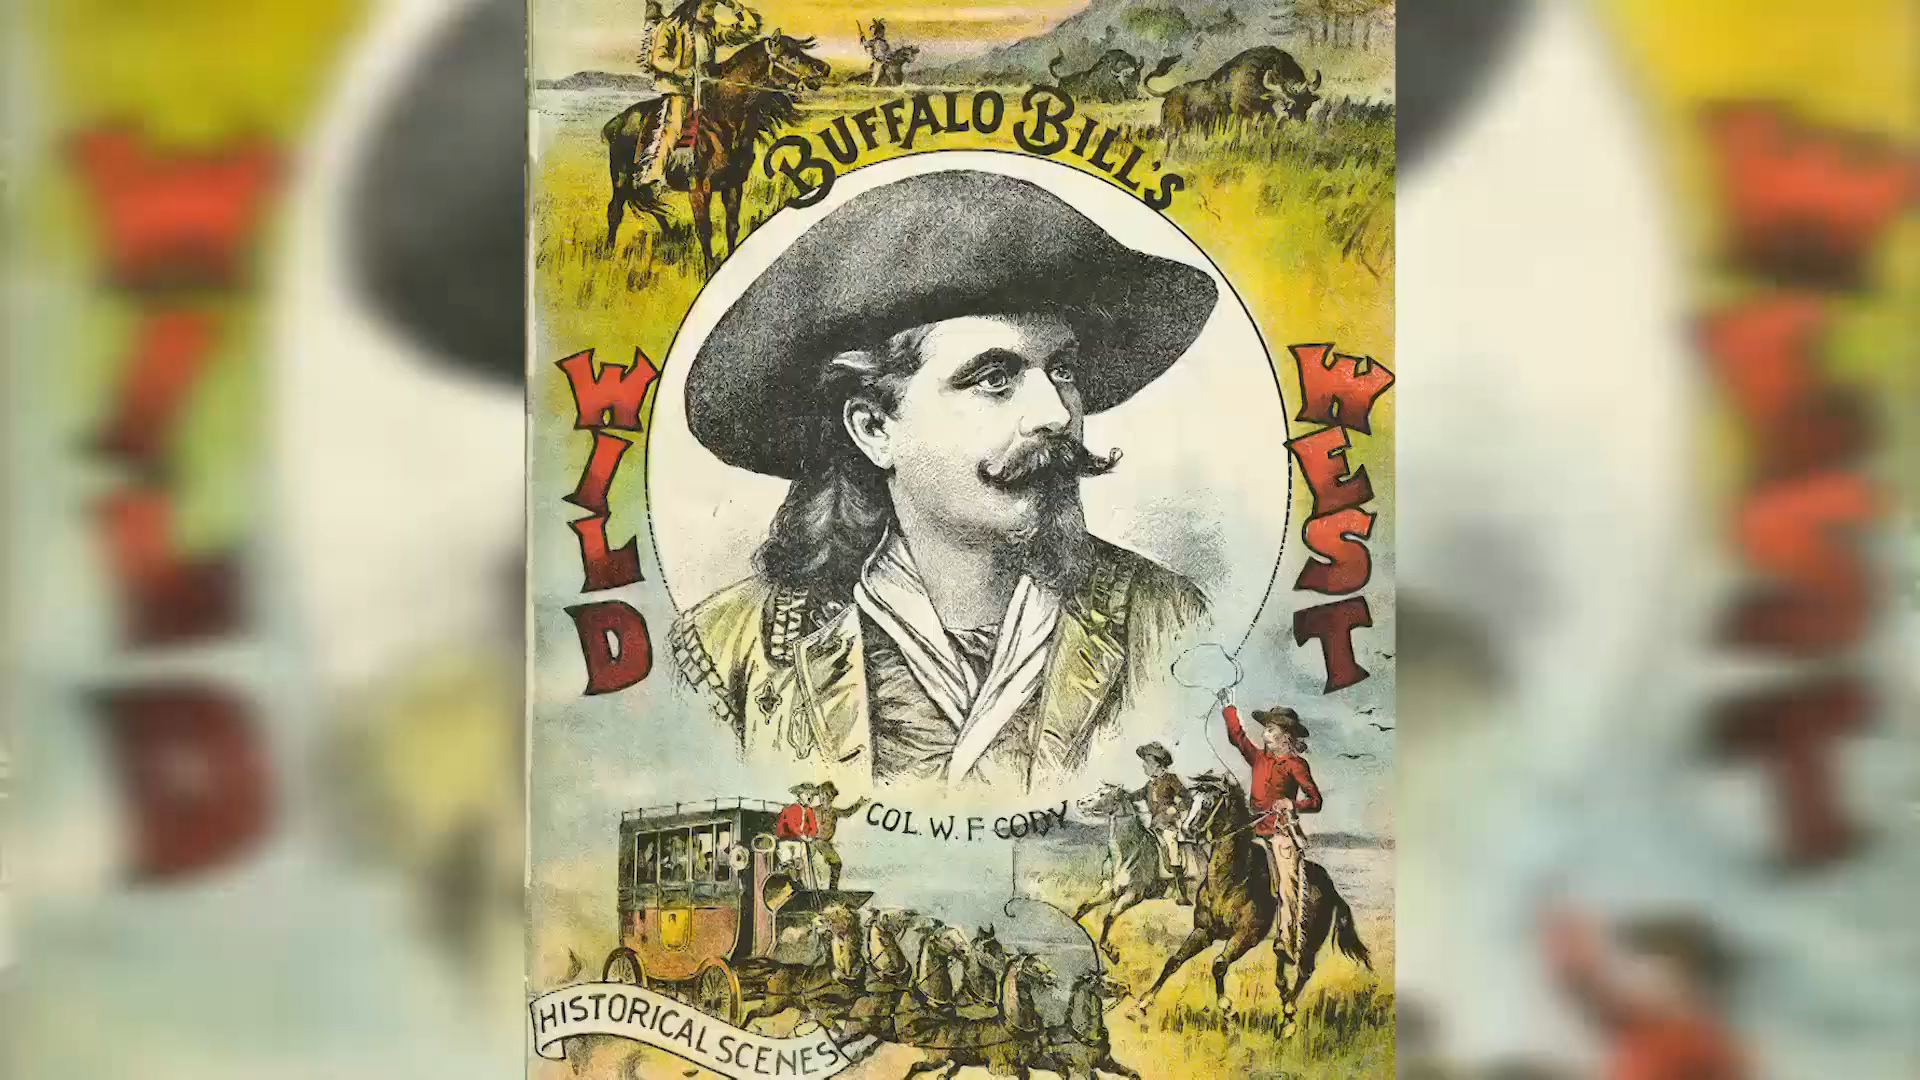 BUFFALO BILL'S
WILD
WEST
COL. W. F. CODY
HISTORICAL SCENES